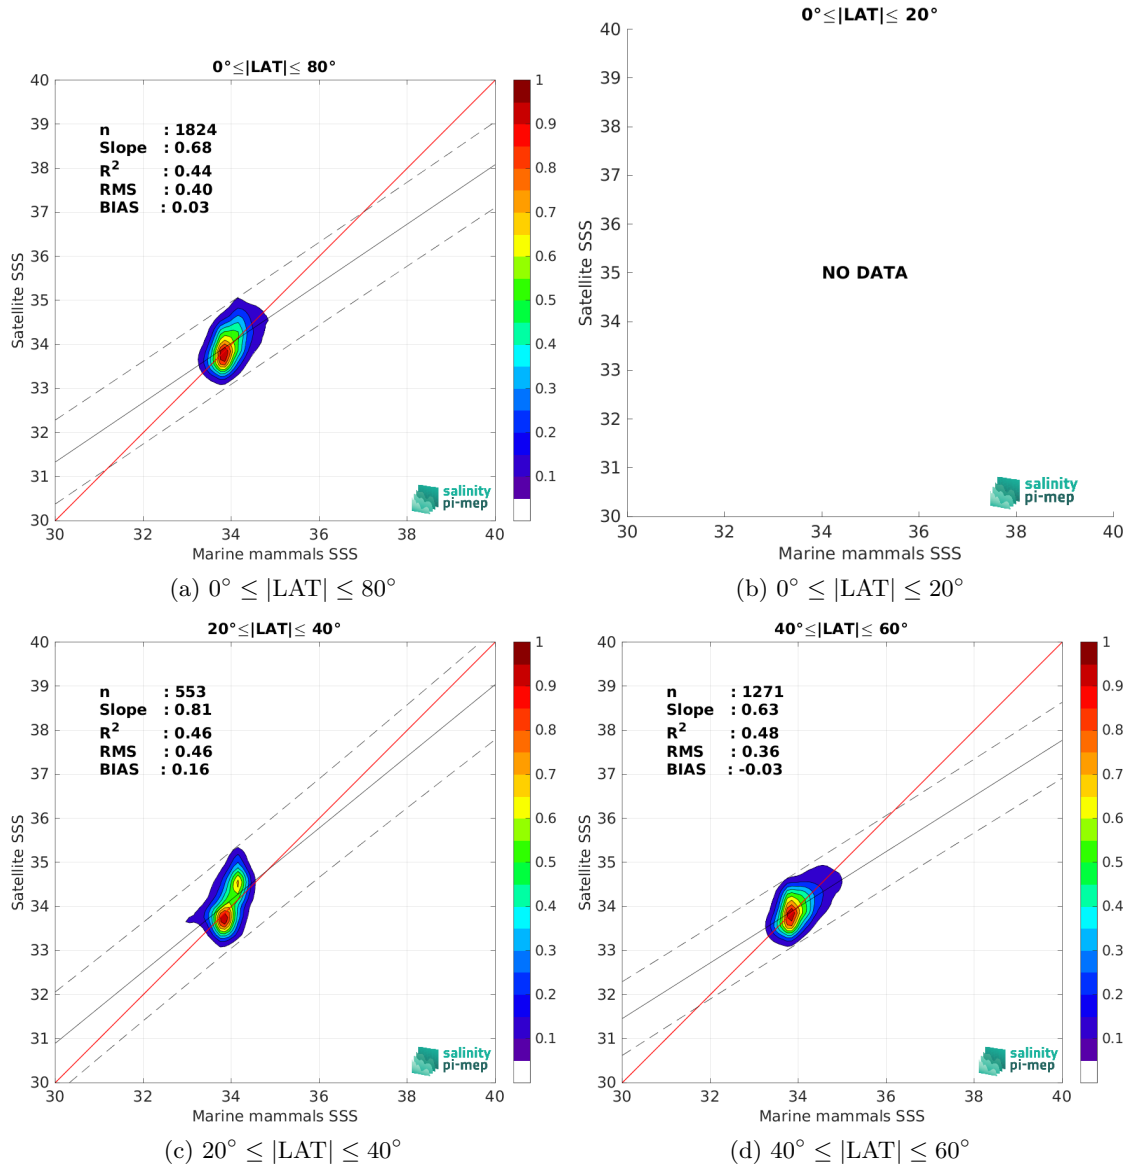 0°≤|LAT|≤ 80°
40
39
38
37
36
35
34
33
32
31
30
Satellite SSS
n : 1824
Slope : 0.68
R² : 0.44
RMS : 0.40
BIAS : 0.03
salinity
pi-mep
30 32 34 36 38 40
Marine mammals SSS
1
0.9
0.8
0.7
0.6
0.5
0.4
0.3
0.2
0.1
(a) 0° ≤ |LAT| ≤ 80°
0°≤|LAT|≤ 20°
40
39
38
37
36
35
34
33
32
31
30
Satellite SSS
NO DATA
salinity
pi-mep
30 32 34 36 38 40
Marine mammals SSS
(b) 0° ≤ |LAT| ≤ 20°
20°≤|LAT|≤ 40°
40
39
38
37
36
35
34
33
32
31
30
Satellite SSS
n : 553
Slope : 0.81
R² : 0.46
RMS : 0.46
BIAS : 0.16
salinity
pi-mep
30 32 34 36 38 40
Marine mammals SSS
1
0.9
0.8
0.7
0.6
0.5
0.4
0.3
0.2
0.1
(c) 20° ≤ |LAT| ≤ 40°
40°≤|LAT|≤ 60°
40
39
38
37
36
35
34
33
32
31
30
Satellite SSS
n : 1271
Slope : 0.63
R² : 0.48
RMS : 0.36
BIAS : -0.03
salinity
pi-mep
30 32 34 36 38 40
Marine mammals SSS
1
0.9
0.8
0.7
0.6
0.5
0.4
0.3
0.2
0.1
(d) 40° ≤ |LAT| ≤ 60°